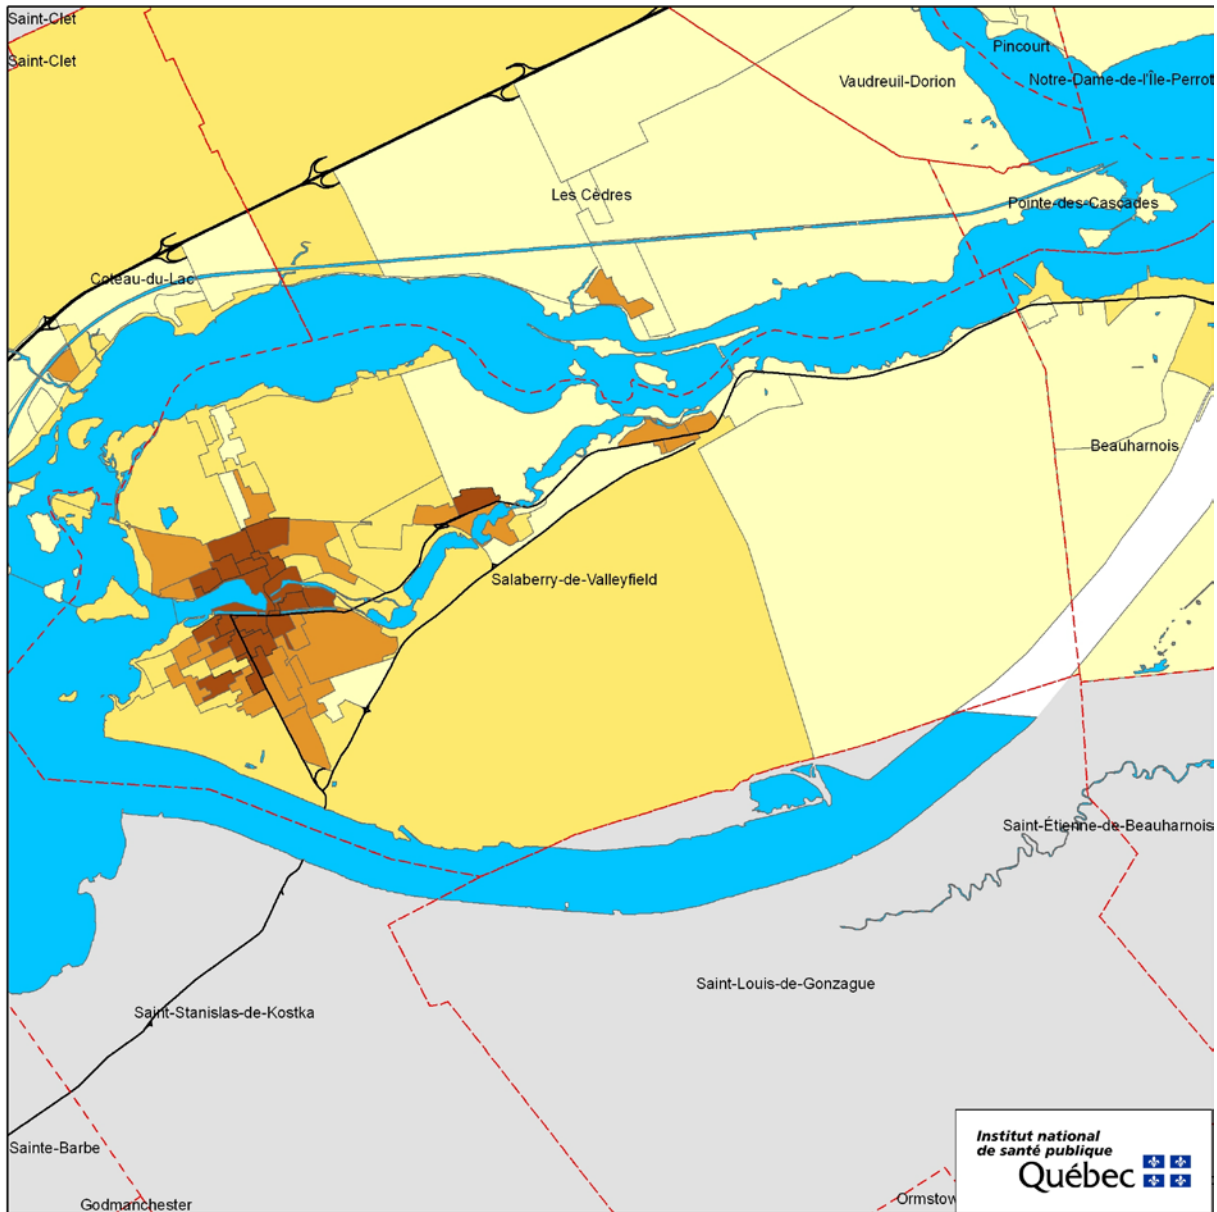 Saint-Clet
Saint-Clet
Pincourt
Vaudreuil-Dorion
Notre-Dame-de-l'Île-Perrot
Les Cèdres
Pointe-des-Cascades
Coteau-du-Lac
Beauharnois
Salaberry-de-Valleyfield
Saint-Étienne-de-Beauharnois
Saint-Louis-de-Gonzague
Saint-Stanislas-de-Kostka
Sainte-Barbe
Godmanchester
Institut national
de santé publique
Québec